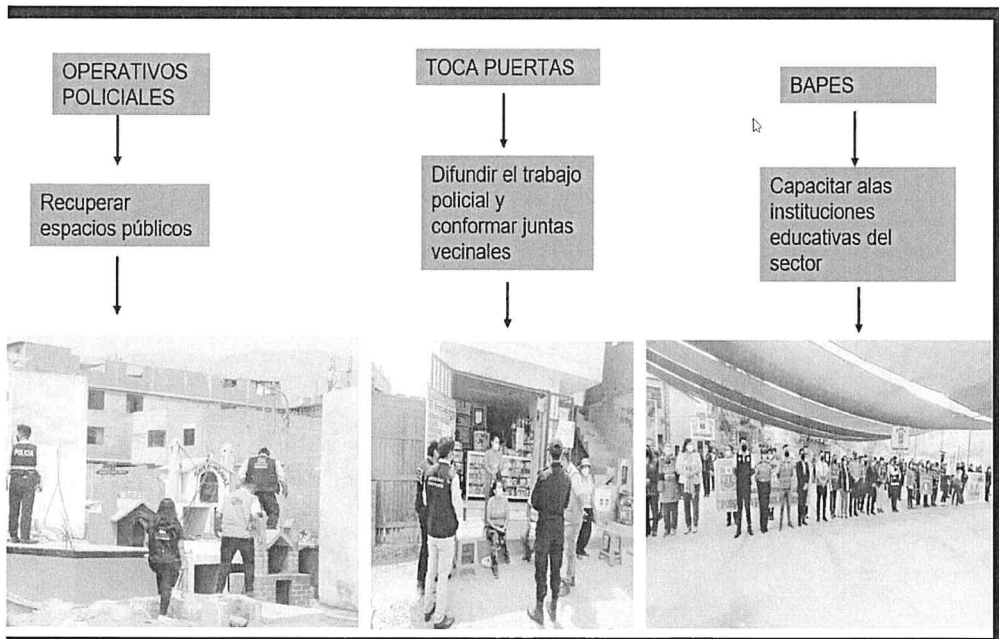 OPERATIVOS
POLICIALES
Recuperar
espacios públicos
POLICIA
TOCA PUERTAS
Difundir el trabajo
policial y
conformar juntas
vecinales
BAPES
Capacitar alas
instituciones
educativas del
sector